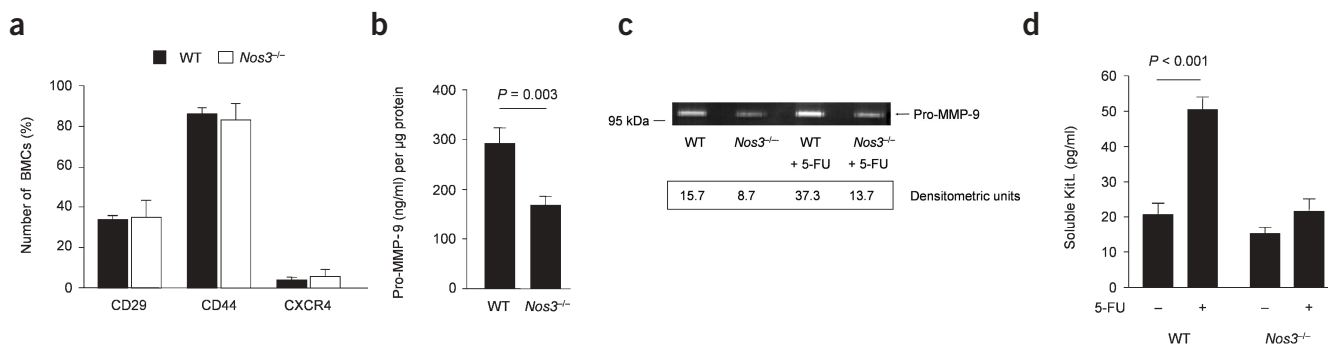 a
WT Nos3–/–
Number of BMCs (%)
100
80
60
40
20
0
CD29 CD44 CXCR4
b
Pro-MMP-9 (ng/ml) per µg protein
400
300
200
100
0
P = 0.003
WT Nos3–/–
c
95 kDa
Pro-MMP-9
WT Nos3–/– WT Nos3–/–
+ 5-FU + 5-FU
15.7 8.7 37.3 13.7 Densitometric units
d
P < 0.001
Soluble KitL (pg/ml)
60
50
40
30
20
10
0
5-FU – + – +
WT Nos3–/–